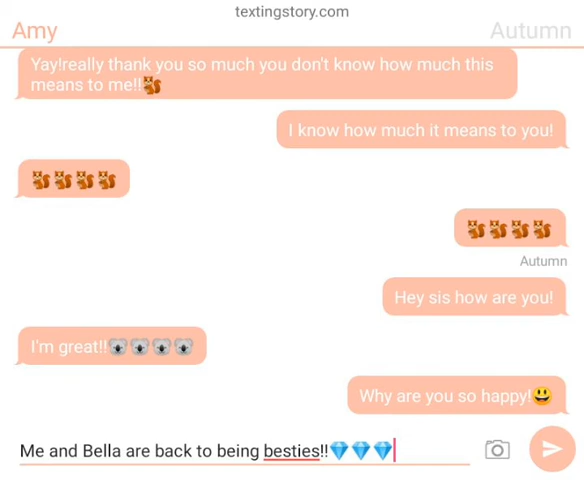 textingstory.com
Amy
Autumn
Yay!really thank you so much you don't know how much this
means to me!!🐿️
I know how much it means to you!
🐿️🐿️🐿️🐿️
🐿️🐿️🐿️🐿️
Autumn
Hey sis how are you!
I'm great!!🐨🐨🐨🐨
Why are you so happy!😃
Me and Bella are back to being besties!!💎💎💎